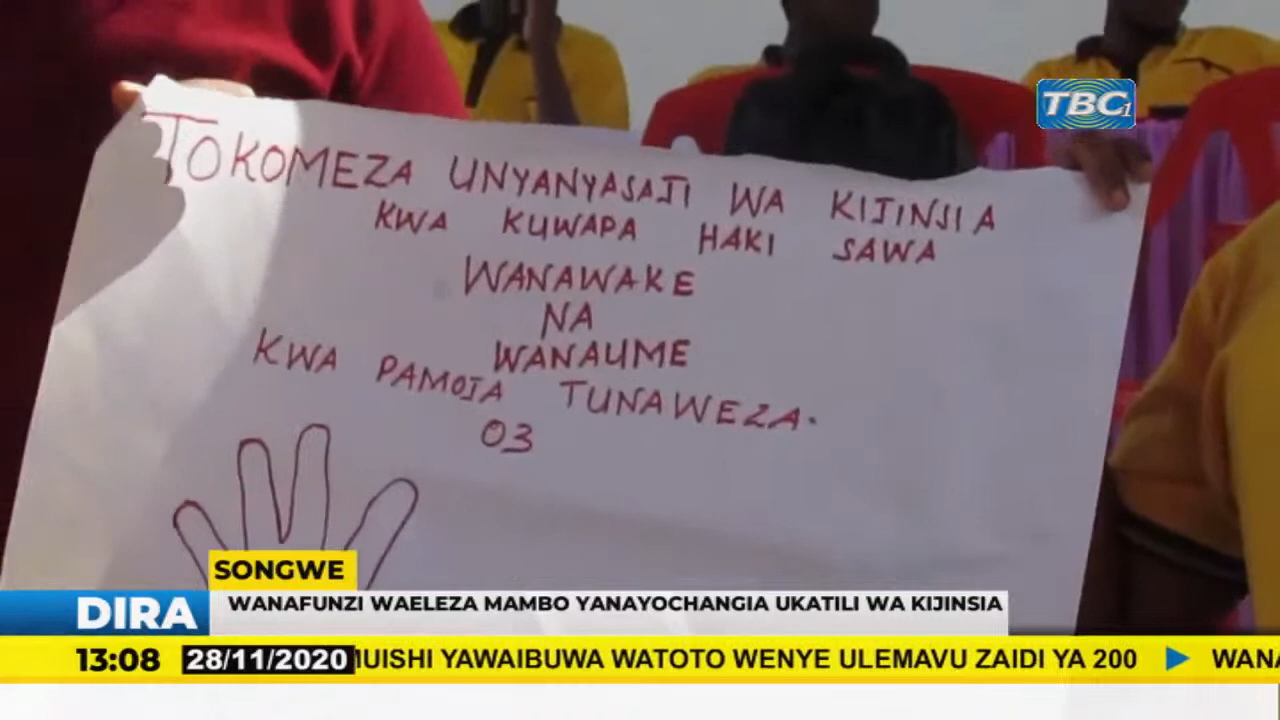 TBC1
TOKOMEZA UNYANYASAJI WA KIJINSIA
KWA KUWAPA HAKI SAWA
WANAWAKE
NA
WANAUME
KWA PAMOJA TUNAWEZA.
03
SONGWE
DIRA WANAFUNZI WAELEZA MAMBO YANAYOCHANGIA UKATILI WA KIJINSIA
13:08 28/11/2020 YAWAIBUWA WATOTO WENYE ULEMAVU ZAIDI YA 200